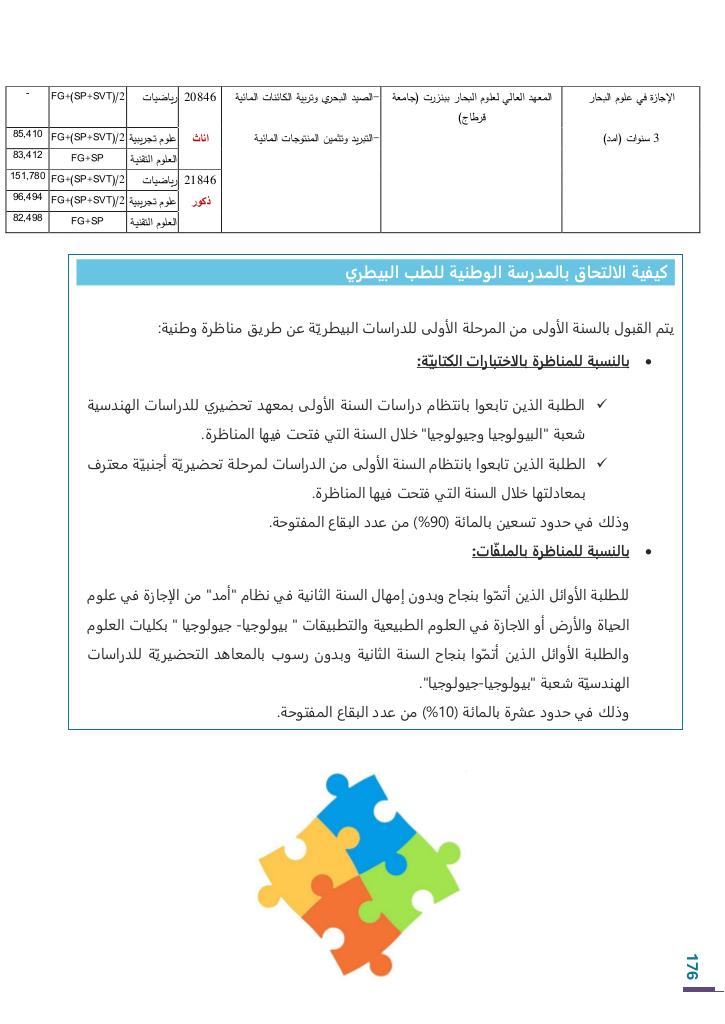 الإجازة في علوم البحار	المعهد العالي لعلوم البحار ببنزرت (جامعة	–الصيد البحري وتربية الكائنات المائية	20846	رياضيات	FG+(SP+SVT)/2	-
قرطاج)
3 سنوات (امد)	–التبريد وتثمين المنتوجات المائية	اناث	علوم تجريبية	FG+(SP+SVT)/2	85,410
العلوم التقنية	FG+SP	83,412
21846	رياضيات	FG+(SP+SVT)/2	151,780
ذكور	علوم تجريبية	FG+(SP+SVT)/2	96,494
العلوم التقنية	FG+SP	82,498
كيفية الالتحاق بالمدرسة الوطنية للطب البيطري
يتم القبول بالسنة الأولى من المرحلة الأولى للدراسات البيطريّة عن طريق مناظرة وطنية:
• بالنسبة للمناظرة بالاختبارات الكتابيّة:
✓ الطلبة الذين تابعوا بانتظام دراسات السنة الأولى بمعهد تحضيري للدراسات الهندسية
شعبة "البيولوجيا وجيولوجيا" خلال السنة التي فتحت فيها المناظرة.
✓ الطلبة الذين تابعوا بانتظام السنة الأولى من الدراسات لمرحلة تحضيريّة أجنبيّة معترف
بمعادلتها خلال السنة التي فتحت فيها المناظرة.
وذلك في حدود تسعين بالمائة (90%) من عدد البقاع المفتوحة.
• بالنسبة للمناظرة بالملفّات:
للطلبة الأوائل الذين أتمّوا بنجاح وبدون إمهال السنة الثانية في نظام "أمد" من الإجازة في علوم
الحياة والأرض أو الاجازة في العلوم الطبيعية والتطبيقات " بيولوجيا- جيولوجيا " بكليات العلوم
والطلبة الأوائل الذين أتمّوا بنجاح السنة الثانية وبدون رسوب بالمعاهد التحضيريّة للدراسات
الهندسيّة شعبة "بيولوجيا-جيولوجيا".
وذلك في حدود عشرة بالمائة (10%) من عدد البقاع المفتوحة.
176